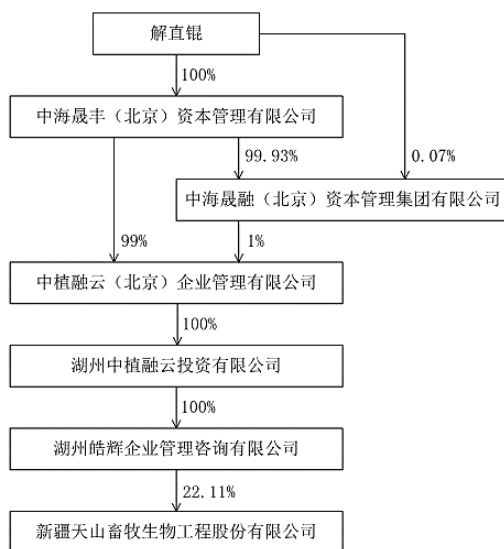 解直锟
100%
中海晟丰（北京）资本管理有限公司
99.93%
0.07%
中海晟融（北京）资本管理集团有限公司
99%
1%
中植融云（北京）企业管理有限公司
100%
湖州中植融云投资有限公司
100%
湖州皓辉企业管理咨询有限公司
22.11%
新疆天山畜牧生物工程股份有限公司